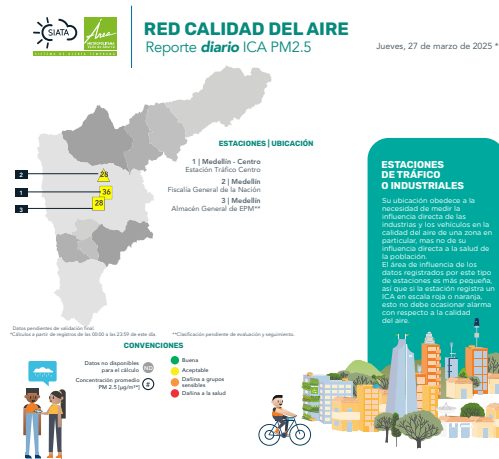 SIATA
Área
METROPOLITANA
Valle de Aburrá
RED CALIDAD DEL AIRE
Reporte diario ICA PM2.5
Jueves, 27 de marzo de 2025 *
ESTACIONES | UBICACIÓN
1 | Medellín - Centro
Estación Tráfico Centro
2 | Medellín
Fiscalía General de la Nación
3 | Medellín
Almacén General de EPM**
2
28
1
36
3
28
ESTACIONES
DE TRÁFICO
O INDUSTRIALES
Su ubicación obedece a la
necesidad de medir la
influencia directa de las
industrias y los vehículos en la
calidad del aire de una zona en
particular, mas no de su
influencia directa a la salud de
la población.
El área de influencia de los
datos registrados por este tipo
de estaciones es más pequeña,
así que si la estación registra un
ICA en escala roja o naranja,
esto no debe ocasionar alarma
con respecto a la calidad
del aire.
Datos pendientes de validación final
*Cálculos a partir de registros de las 00:00 a las 23:59 de este día.
**Clasificación pendiente de evaluación y seguimiento.
CONVENCIONES
Datos no disponibles
para el cálculo
ND
Concentración promedio
PM 2.5 [µg/m³*]
#
Buena
Aceptable
Dañina a grupos
sensibles
Dañina a la salud